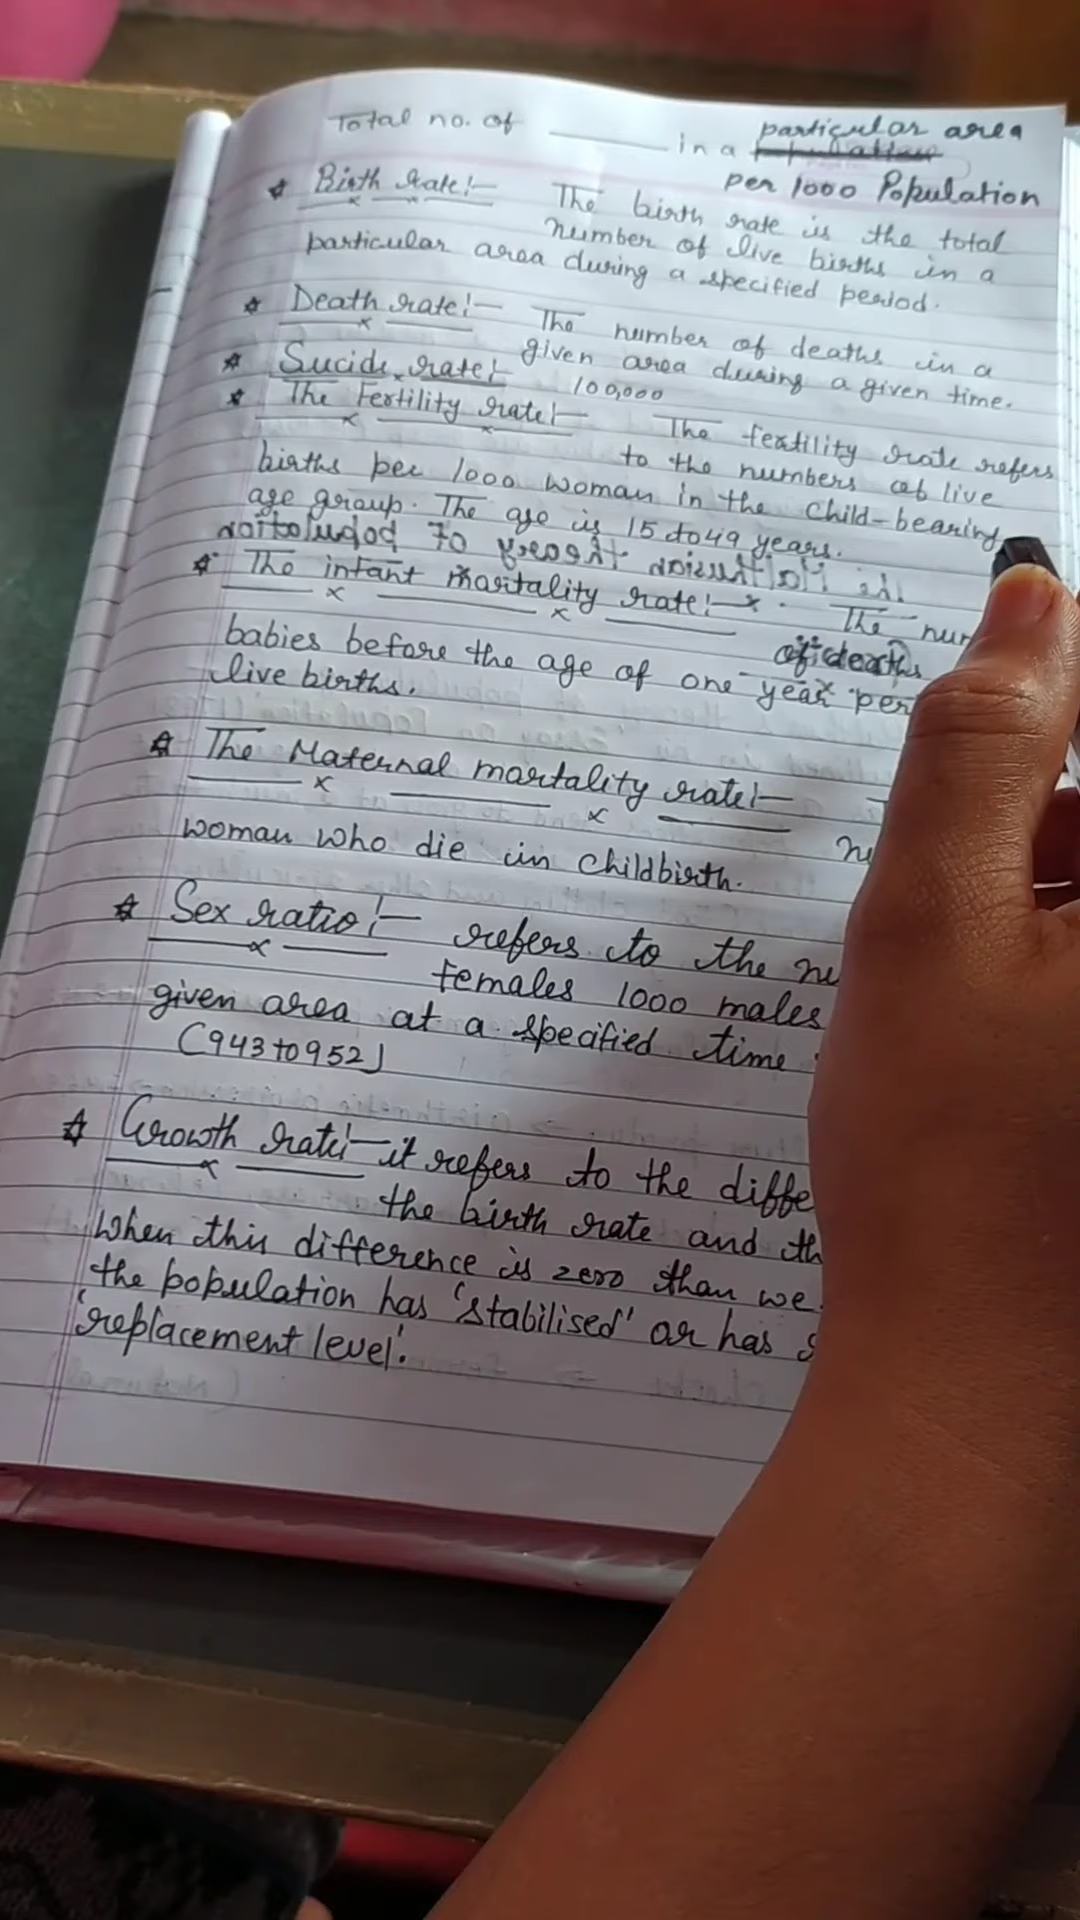 Total no. of ______ in a particular area
per 1000 Population
Birth rate:- The birth rate is the total
number of live births in a
particular area during a specified period.
Death rate:- The number of deaths in a
given area during a given time.
Sucide rate:- 100,000
The Fertility rate:- The fertility rate refers
to the numbers of live
births per 1000 woman in the child-bearing
age group. The age is 15 to 49 years.
The infant martality rate:- The
of deaths
babies before the age of one year per
live births.
The Maternal martality rate:-
woman who die in childbirth.
Sex ratio:- refers to the
females 1000 males
given area at a specified time
(943 to 952)
Growth rate:- it refers to the
the birth rate and
When this difference is zero than we
the population has 'stabilised' or has
'replacement level'.